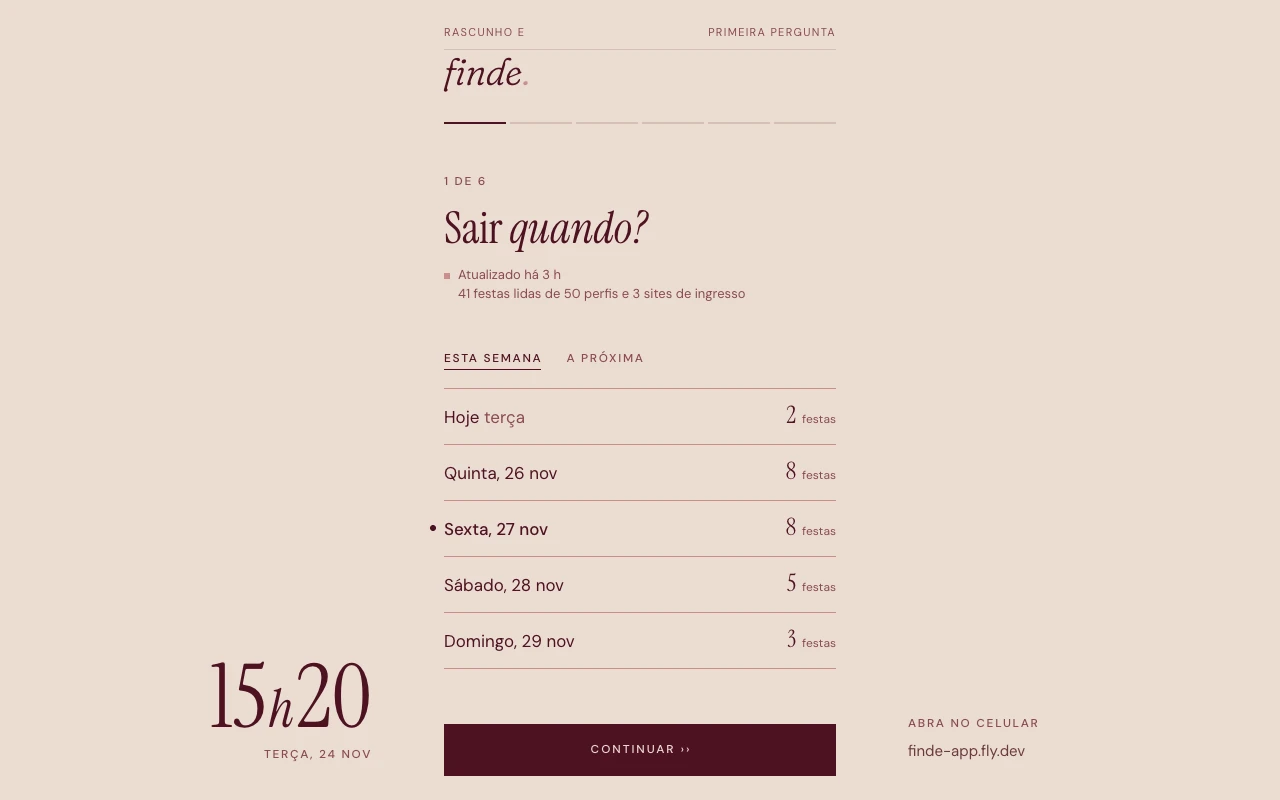 RASCUNHO E
PRIMEIRA PERGUNTA
finde.
1 DE 6
Sair quando?
Atualizado há 3 h
41 festas lidas de 50 perfis e 3 sites de ingresso
ESTA SEMANA
A PRÓXIMA
Hoje terça
2 festas
Quinta, 26 nov
8 festas
Sexta, 27 nov
8 festas
Sábado, 28 nov
5 festas
Domingo, 29 nov
3 festas
15h20
TERÇA, 24 NOV
CONTINUAR ››
ABRA NO CELULAR
finde-app.fly.dev